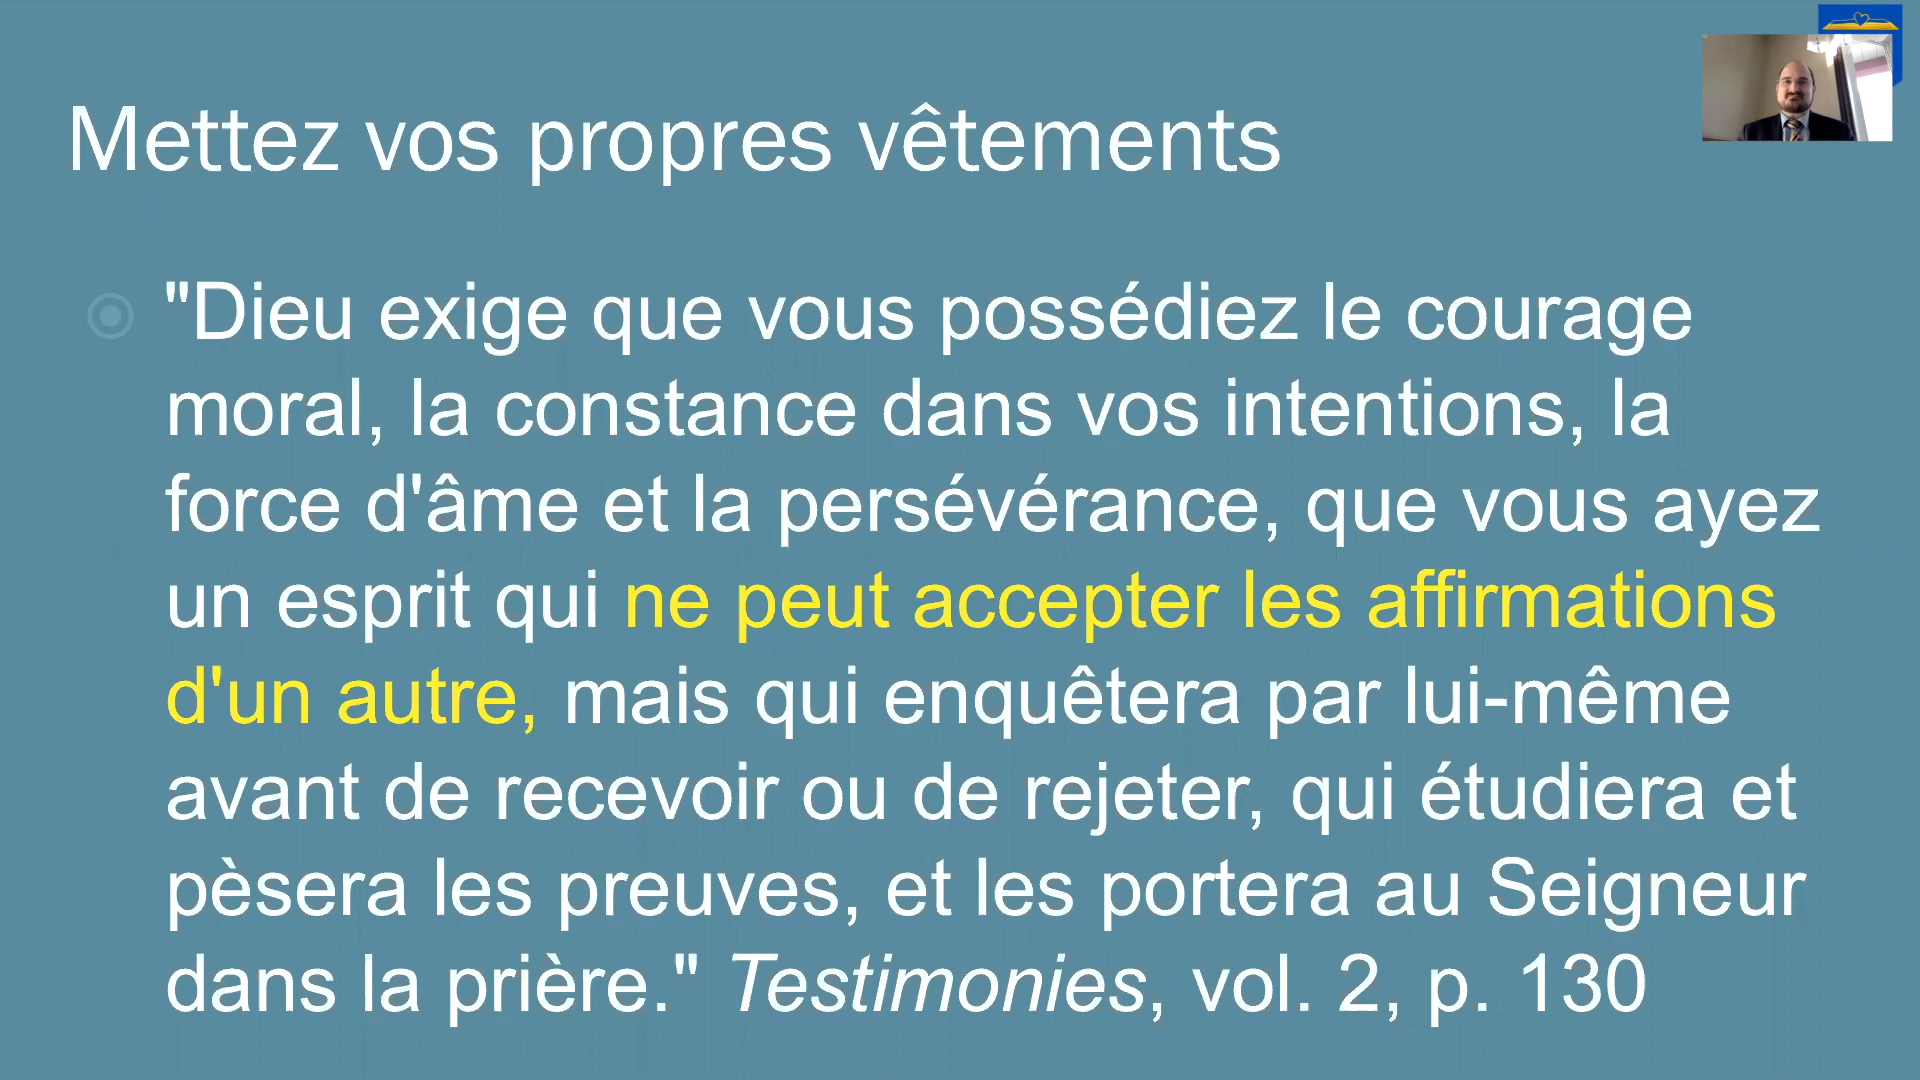 Mettez vos propres vêtements
"Dieu exige que vous possédiez le courage
moral, la constance dans vos intentions, la
force d'âme et la persévérance, que vous ayez
un esprit qui ne peut accepter les affirmations
d'un autre, mais qui enquêtera par lui-même
avant de recevoir ou de rejeter, qui étudiera et
pèsera les preuves, et les portera au Seigneur
dans la prière." Testimonies, vol. 2, p. 130